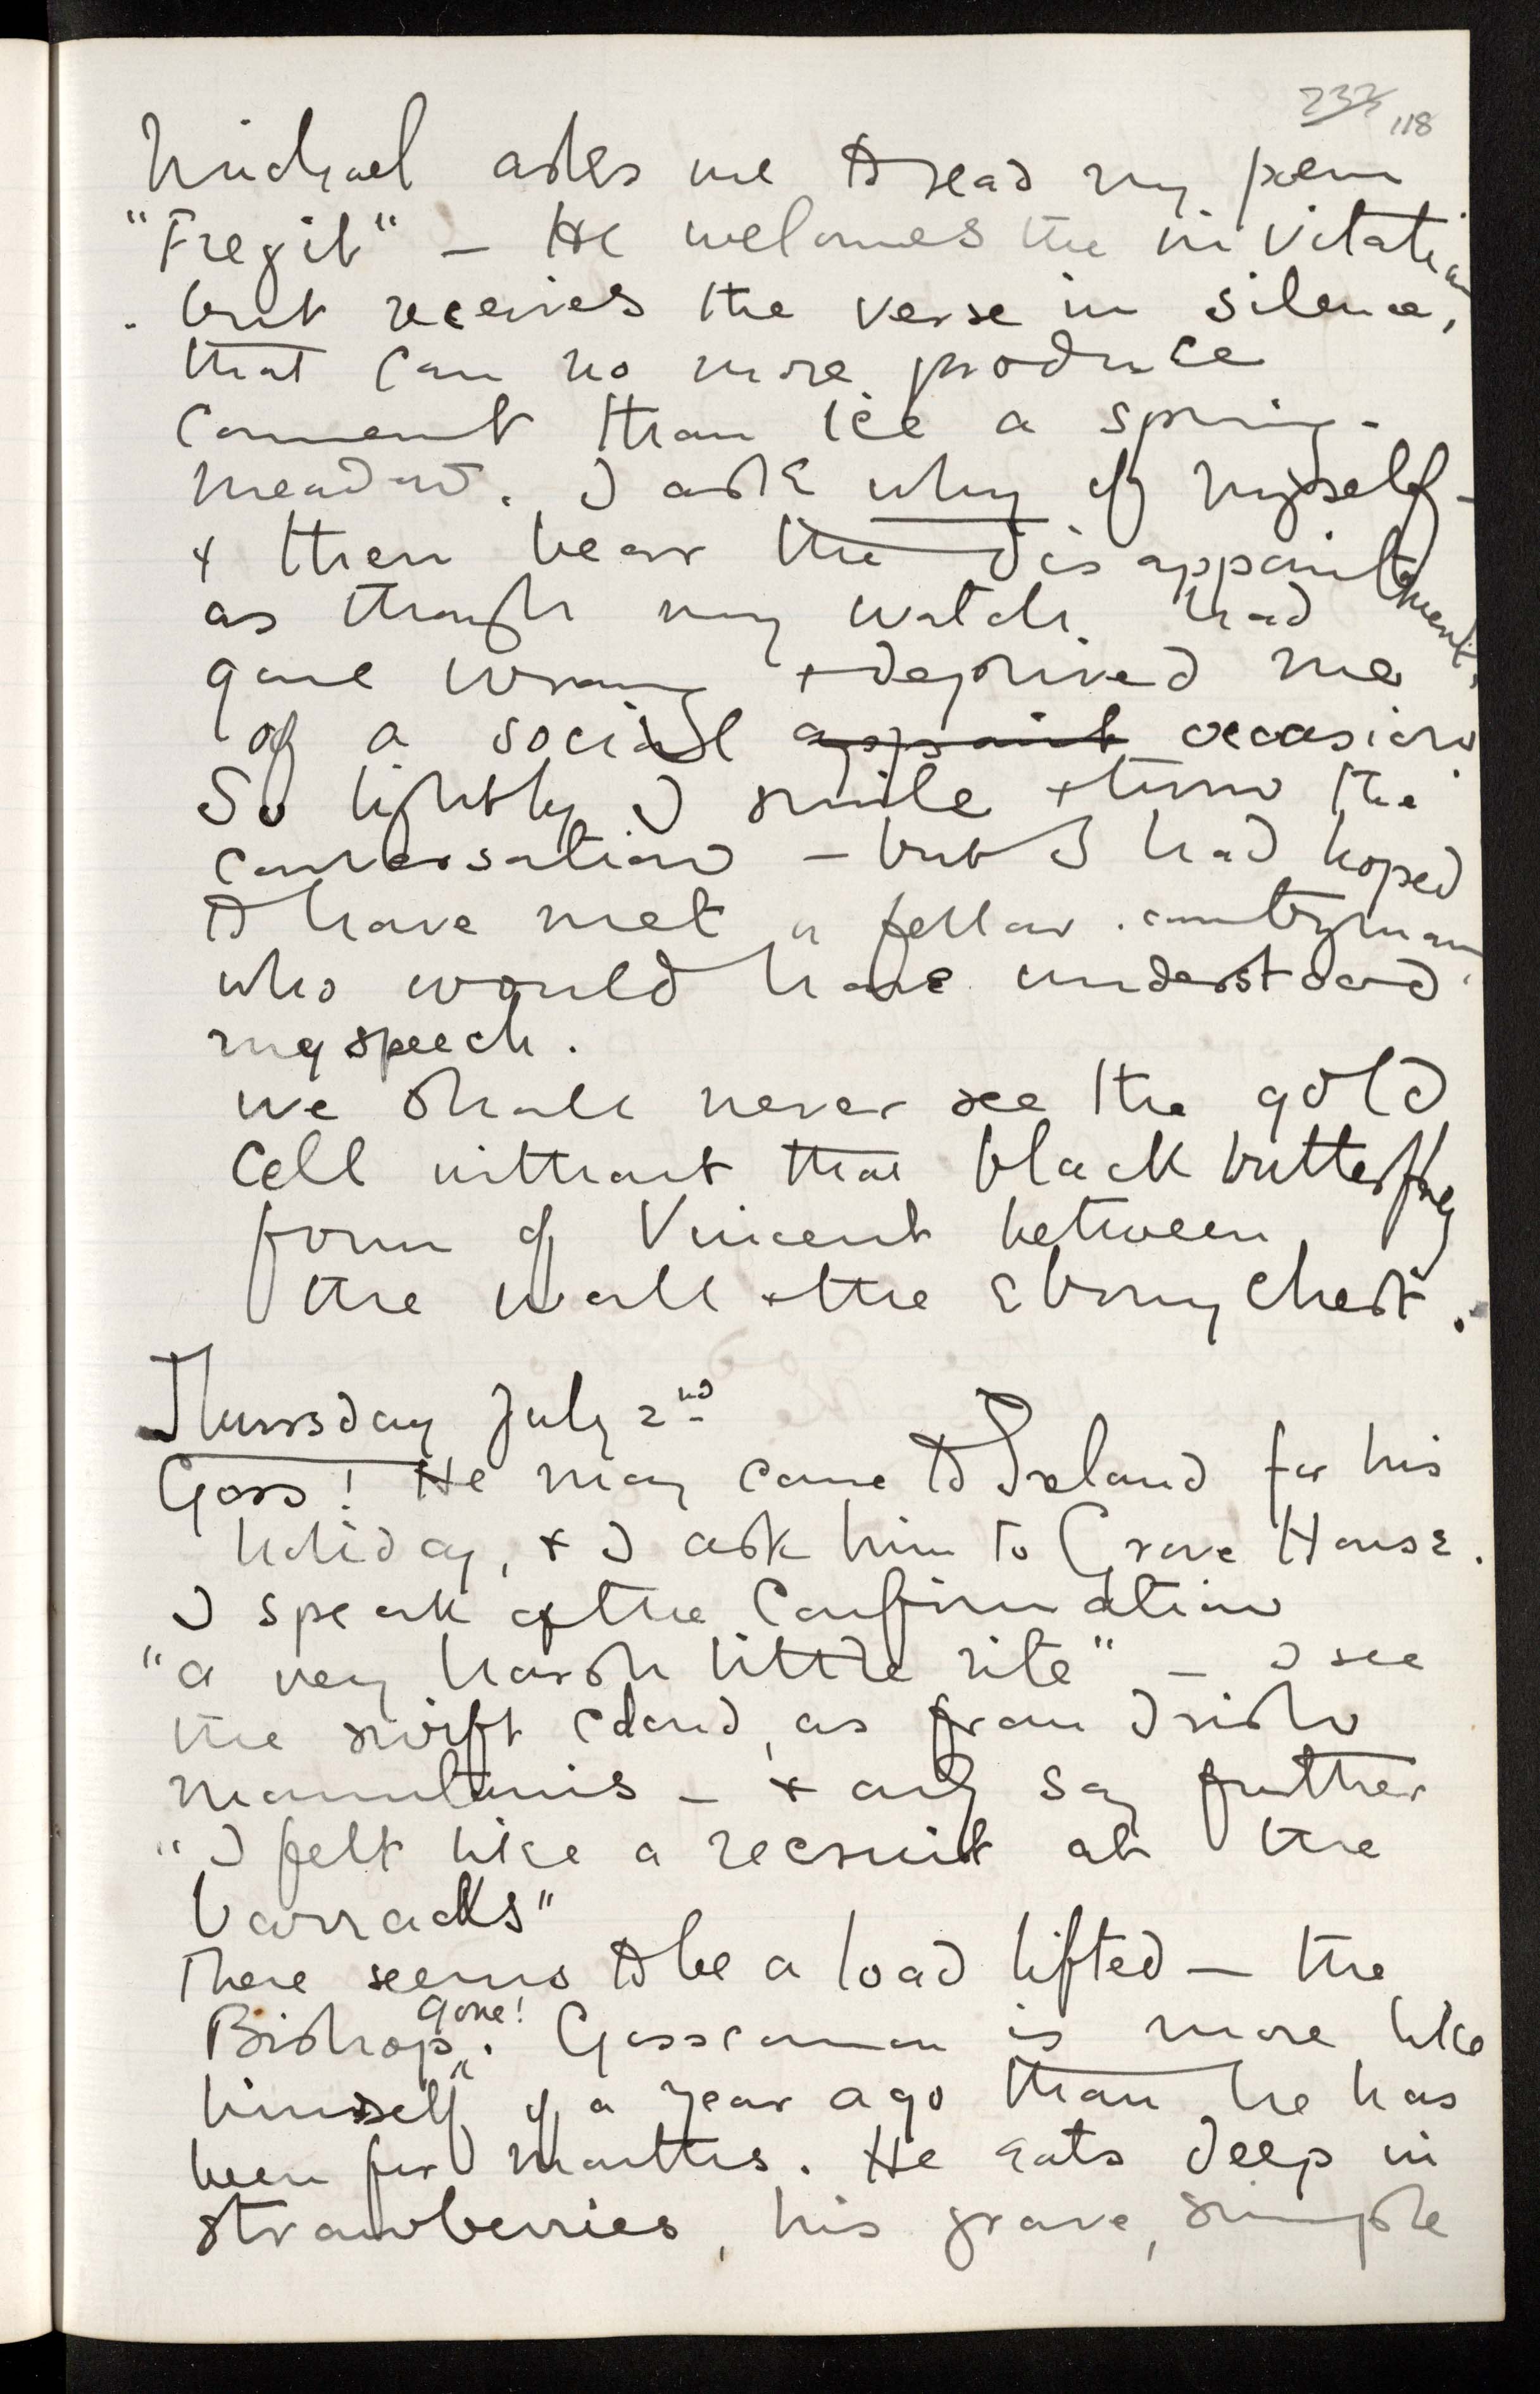 237
118
Michael asks me to read my poem
"Fregit" — He welcomes the invitation
but receives the verse in silence,
that can no more produce
comment than ice a spring-
meadow. I ask why of myself -
& then bear the disappointment,
as though my watch had
gone wrong & deprived me
of a social appoint occasion
So lightly I smile & turn the
conversation — but I had hoped
to have met a fellow-countryman
who would have understood
my speech.
We shall never see the gold
cell without that black butterfly
form of Vincent between
the wall & the ebony chest.
Thursday July 2nd
Goss! He may come to Ireland for his
holiday, & I ask him to Grove House.
I speak of the Confirmation
"a very harsh little rite" — I see
the swift cloud, as from Irish
mountains — & only say further
"I felt like a recruit at the
barracks"
There seems to be a load lifted — the
Bishop gone! Gosscannon is more like
himself of a year ago than he has
been for months. He eats deep in
strawberries, his grave, simple